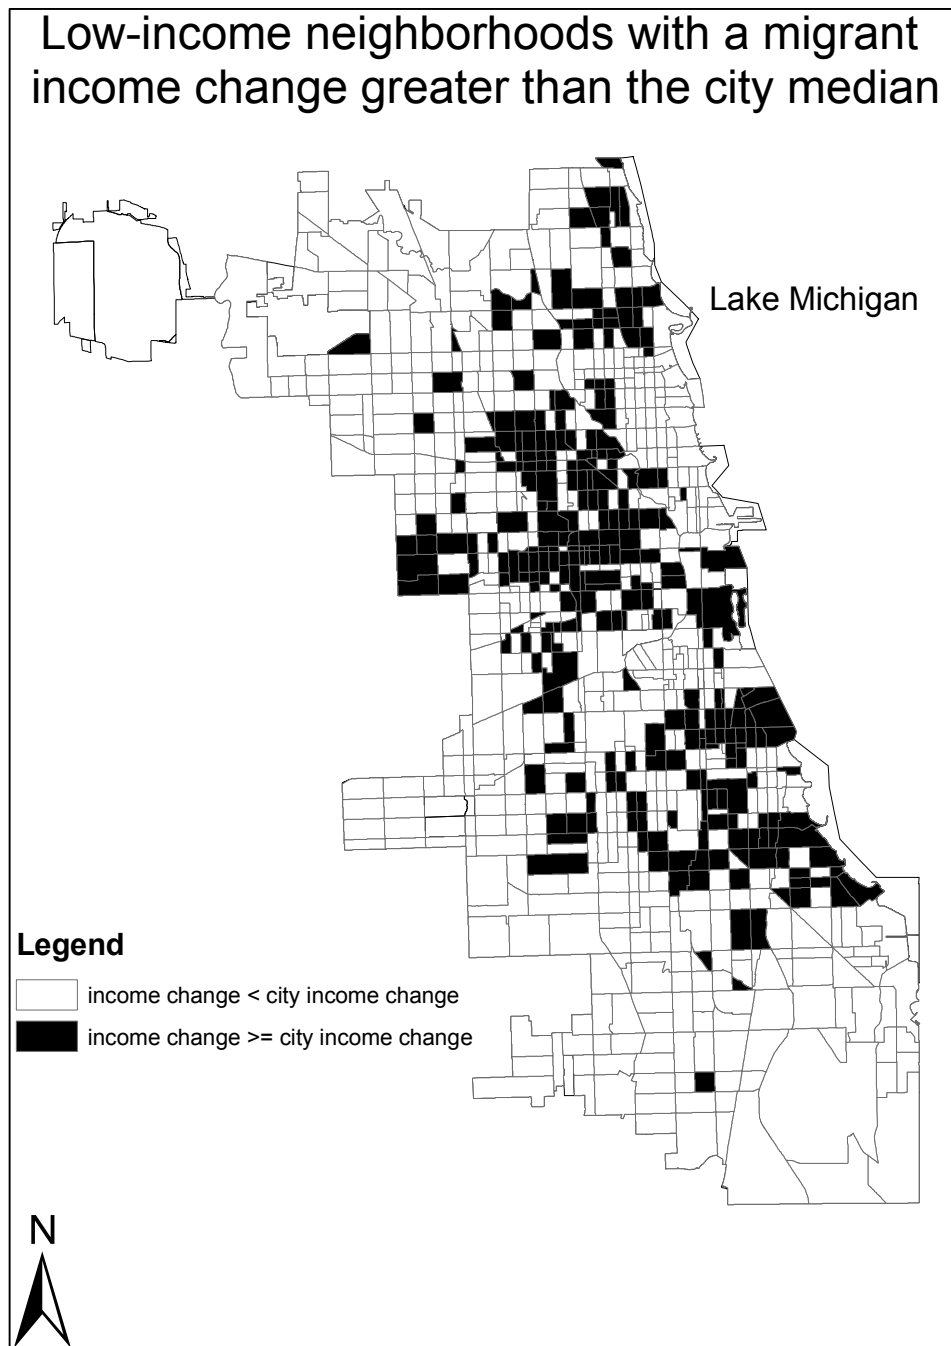 Low-income neighborhoods with a migrant
income change greater than the city median
Lake Michigan
Legend
income change < city income change
income change >= city income change
N